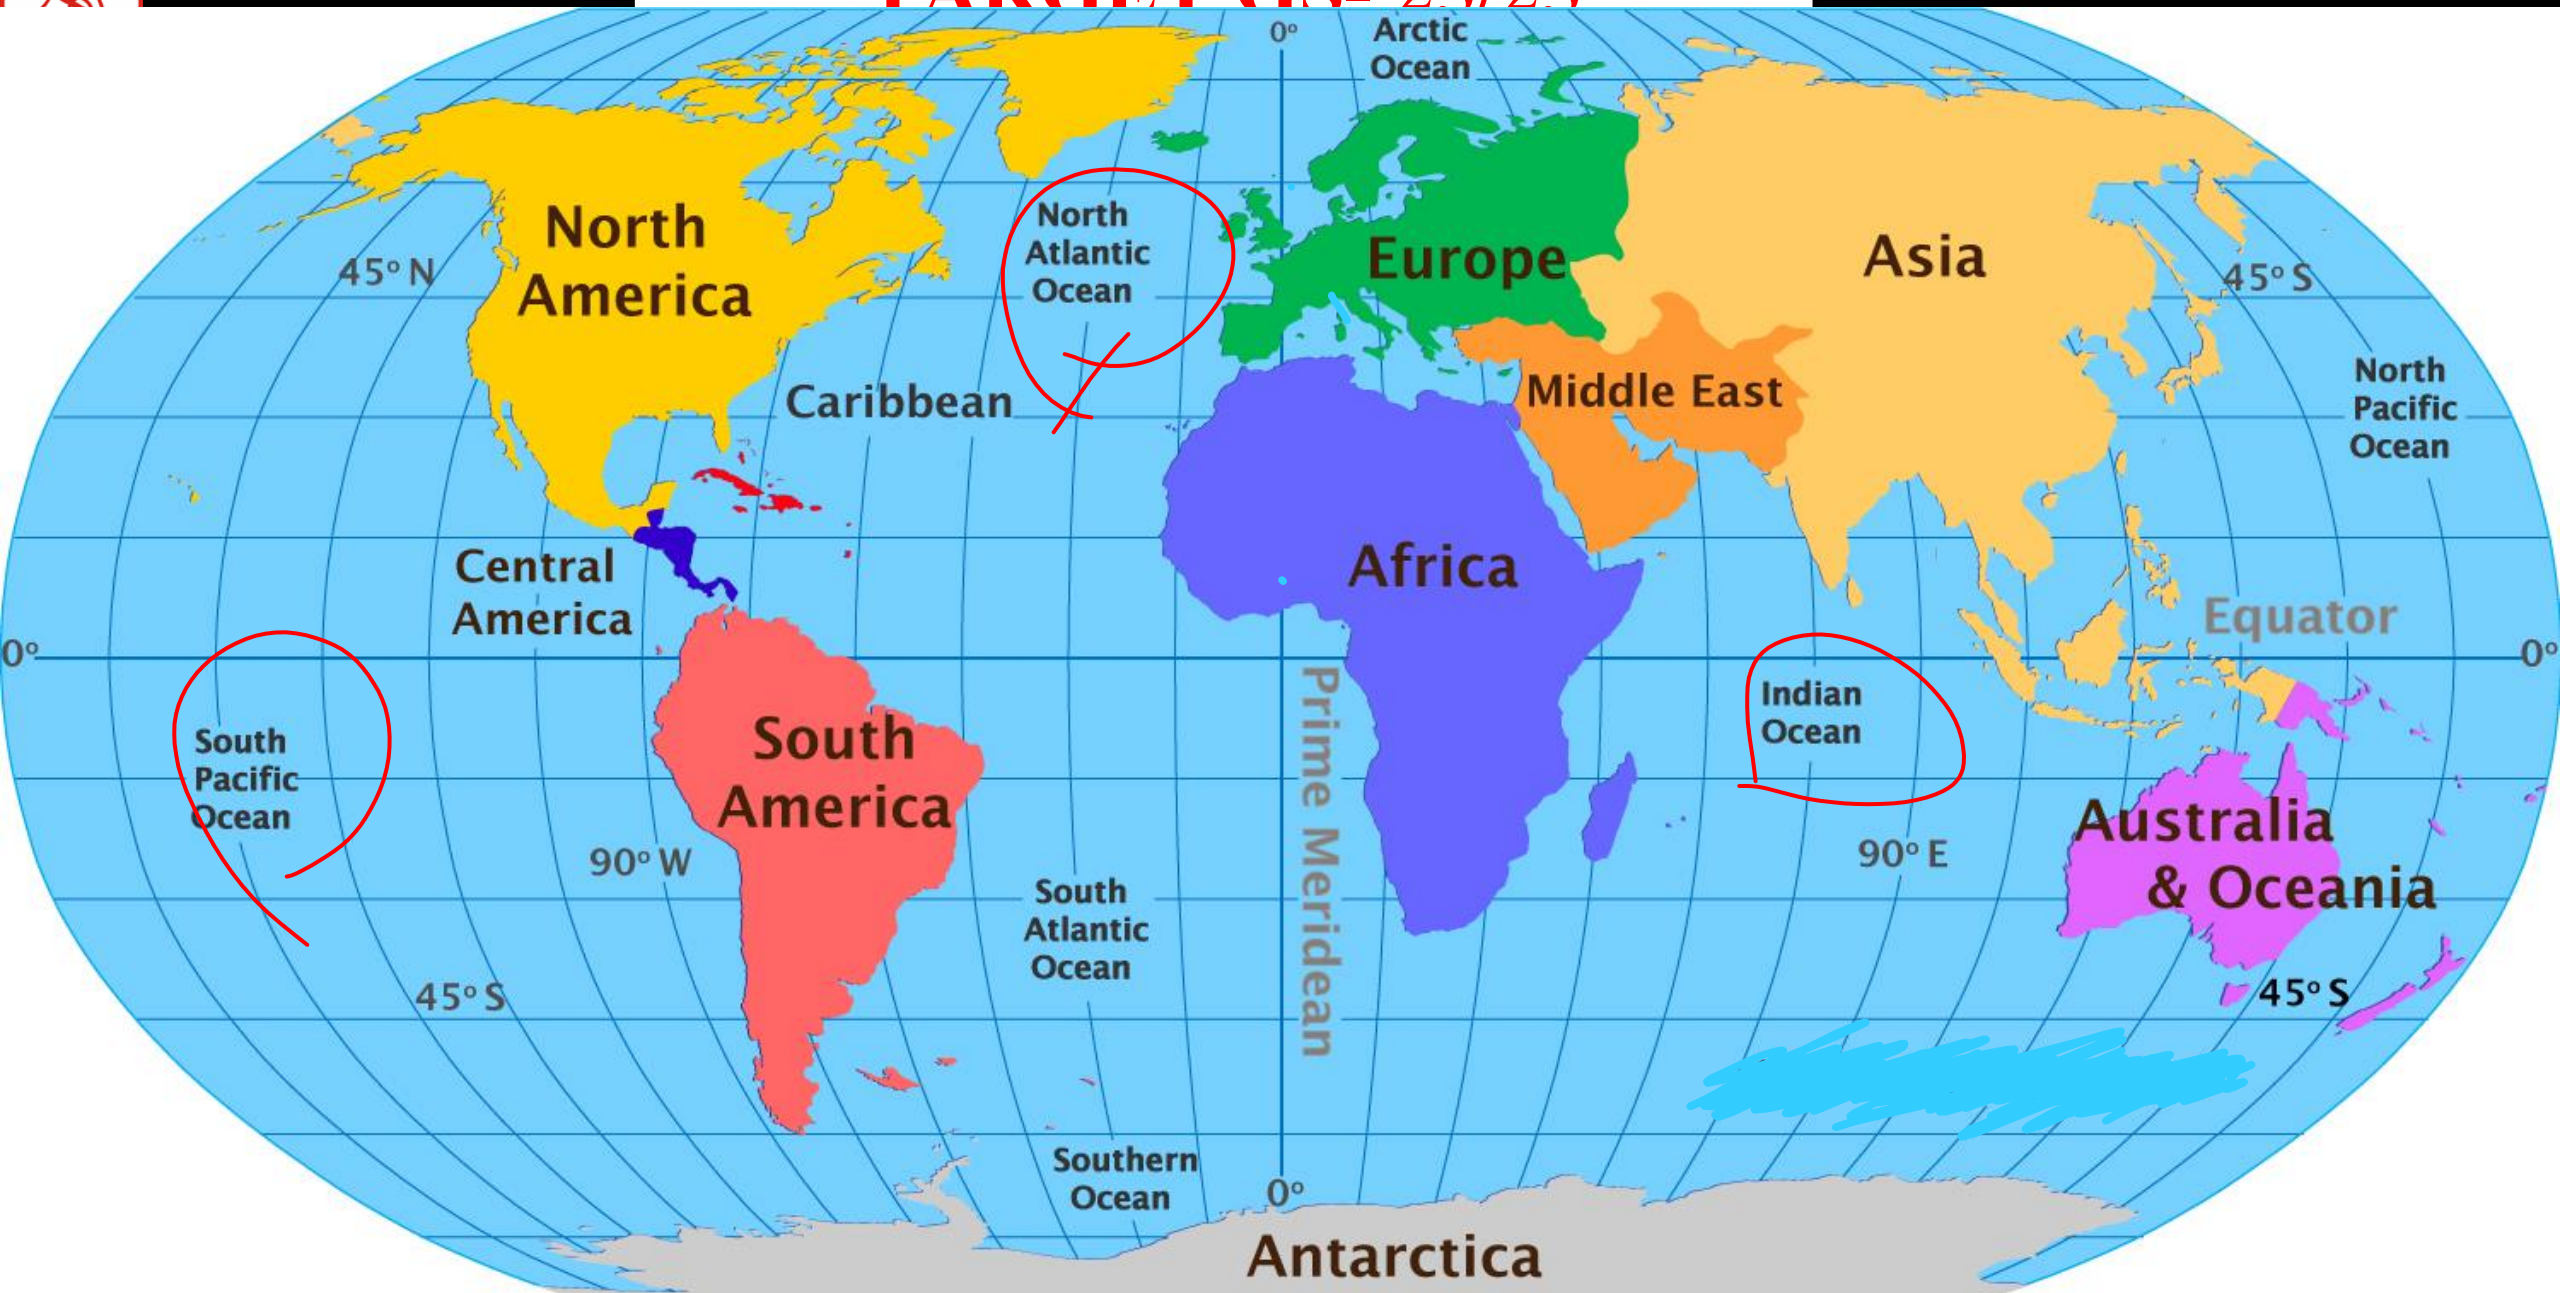 0°
Arctic
Ocean
North
America
North
Atlantic
Ocean
Europe
Asia
45° N
45° S
Middle East
North
Pacific
Ocean
Caribbean
Central
America
Africa
Equator
0°
0°
South
Pacific
Ocean
South
America
Prime Meridean
Indian
Ocean
90° W
90° E
Australia
& Oceania
South
Atlantic
Ocean
45° S
45° S
Southern
Ocean
0°
Antarctica